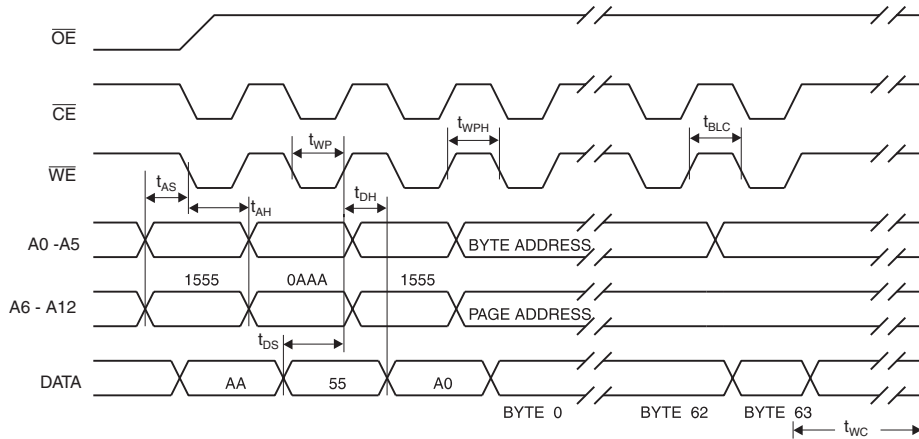 OE
CE
tWP
tWPH
tBLC
WE
tAS
tAH
tDH
A0 -A5
BYTE ADDRESS
1555
0AAA
1555
A6 - A12
PAGE ADDRESS
tDS
DATA
AA
55
A0
BYTE 0
BYTE 62
BYTE 63
tWC